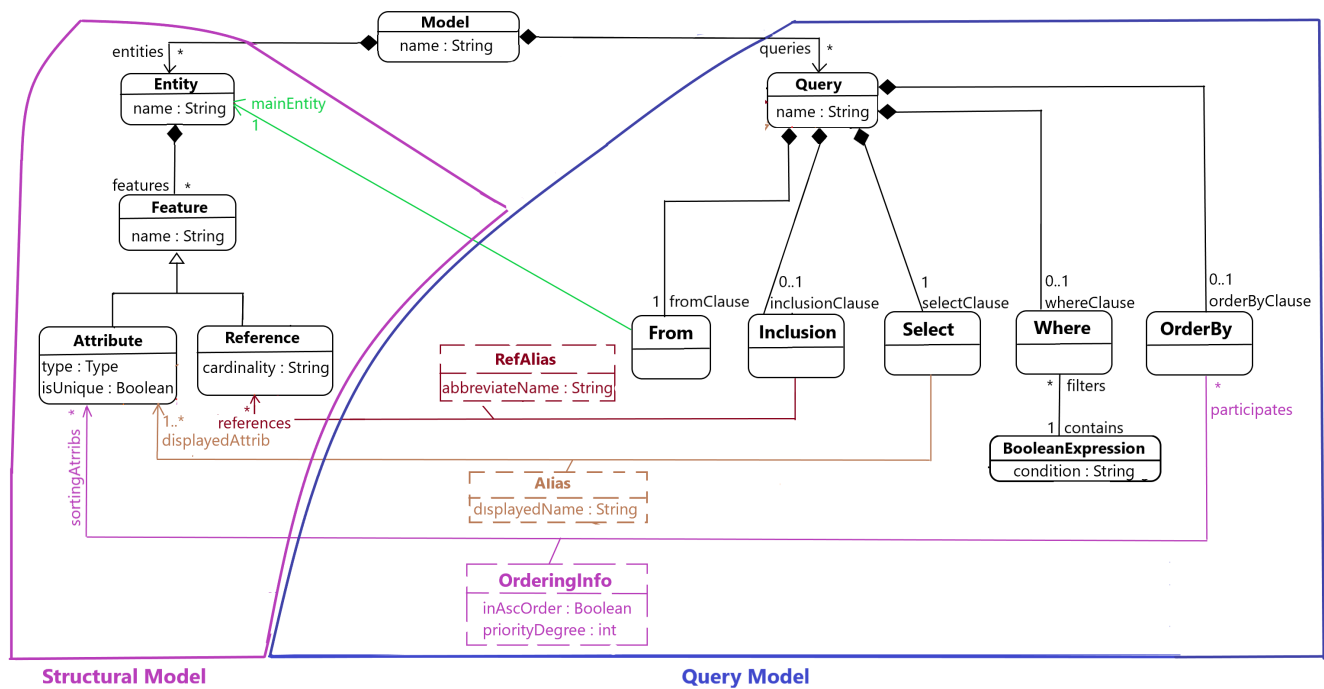 Model
name : String
entities *
queries *
Entity
name : String
mainEntity
1
Query
name : String
features *
Feature
name : String
1 fromClause
0..1
inclusionClause
1
selectClause
0..1
whereClause
0..1
orderByClause
Attribute
type : Type
isUnique : Boolean
Reference
cardinality : String
RefAlias
abbreviateName : String
From
Inclusion
Select
Where
OrderBy
* filters
*
participates
*
references
*
1..*
displayedAttrib
sortingAtrribs
1 contains
BooleanExpression
condition : String
Alias
displayedName : String
OrderingInfo
inAscOrder : Boolean
priorityDegree : int
Structural Model
Query Model